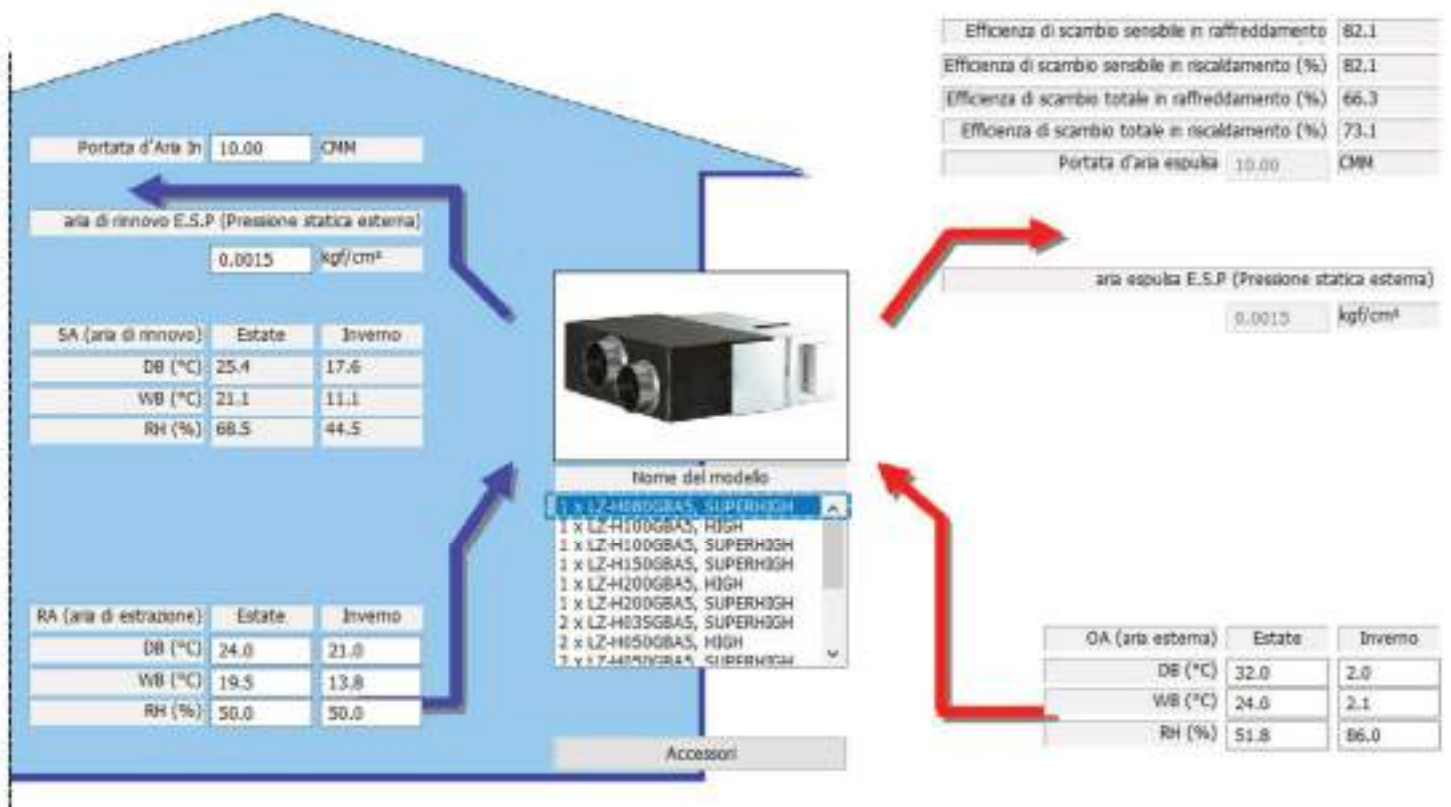 Efficienza di scambio sensibile in raffreddamento 82.1
Efficienza di scambio sensibile in riscaldamento (%) 82.1
Efficienza di scambio totale in raffreddamento (%) 66.3
Efficienza di scambio totale in riscaldamento (%) 73.1
Portata d'aria espulsa 10.00 CMM
Portata d'Aria In 10.00 CMM
aria di rinnovo E.S.P (Pressione statica esterna)
0.0015 kgf/cm²
aria espulsa E.S.P (Pressione statica esterna)
0.0015 kgf/cm²
SA (aria di rinnovo) Estate Inverno
DB (°C) 25.4 17.6
WB (°C) 21.1 11.1
RH (%) 68.5 44.5
Nome del modello
1 x LZ-H080GBA5, SUPERHIGH
1 x LZ-H100GBA5, HIGH
1 x LZ-H100GBA5, SUPERHIGH
1 x LZ-H150GBA5, SUPERHIGH
1 x LZ-H200GBA5, HIGH
1 x LZ-H200GBA5, SUPERHIGH
2 x LZ-H035GBA5, SUPERHIGH
2 x LZ-H050GBA5, HIGH
2 x LZ-H050GBA5, SUPERHIGH
RA (aria di estrazione) Estate Inverno
DB (°C) 24.0 21.0
WB (°C) 19.5 13.8
RH (%) 50.0 50.0
OA (aria esterna) Estate Inverno
DB (°C) 32.0 2.0
WB (°C) 24.0 2.1
RH (%) 51.8 86.0
Accessori